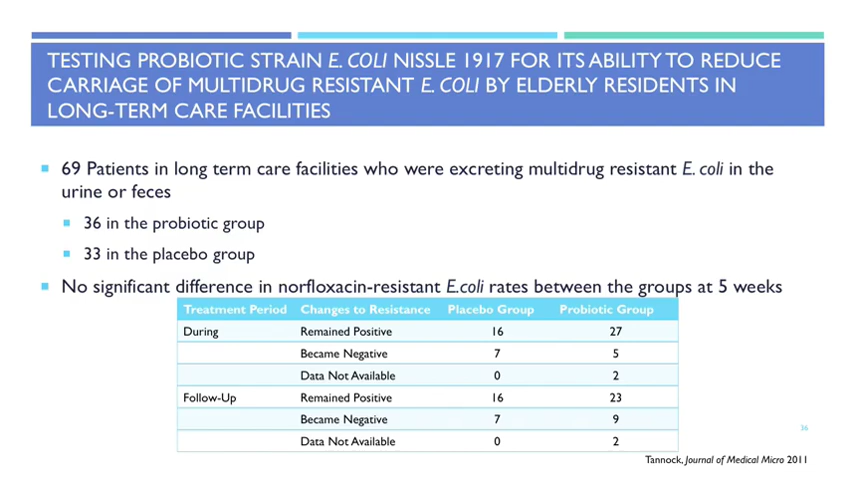 TESTING PROBIOTIC STRAIN E. COLI NISSLE 1917 FOR ITS ABILITY TO REDUCE
CARRIAGE OF MULTIDRUG RESISTANT E. COLI BY ELDERLY RESIDENTS IN
LONG-TERM CARE FACILITIES
69 Patients in long term care facilities who were excreting multidrug resistant E. coli in the
urine or feces
36 in the probiotic group
33 in the placebo group
No significant difference in norfloxacin-resistant E.coli rates between the groups at 5 weeks
Treatment Period Changes to Resistance Placebo Group Probiotic Group
During Remained Positive 16 27
Became Negative 7 5
Data Not Available 0 2
Follow-Up Remained Positive 16 23
Became Negative 7 9
Data Not Available 0 2
36
Tannock, Journal of Medical Micro 2011